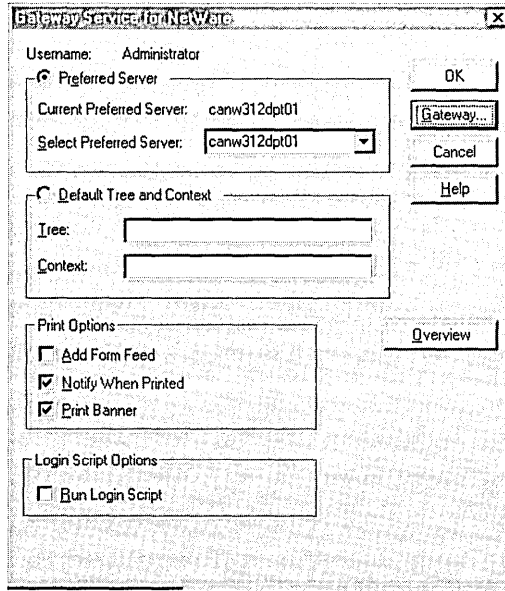 Gateway Service for NetWare
Username: Administrator
Preferred Server
Current Preferred Server: canw312dpt01
Select Preferred Server: canw312dpt01
Default Tree and Context
Tree:
Context:
Print Options
Add Form Feed
Notify When Printed
Print Banner
Login Script Options
Run Login Script
OK
Gateway...
Cancel
Help
Overview